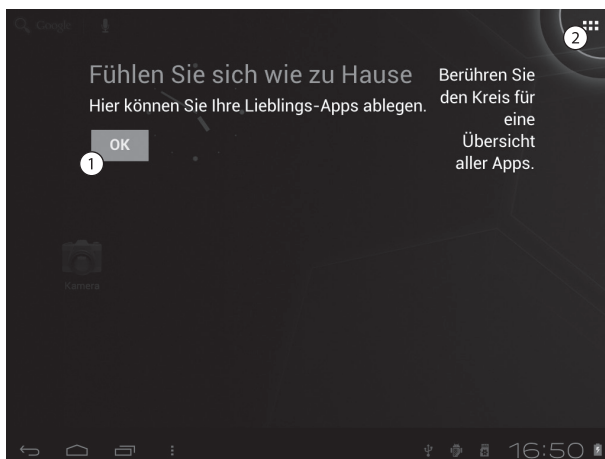 Google
2
Fühlen Sie sich wie zu Hause
Hier können Sie Ihre Lieblings-Apps ablegen.
OK
1
Berühren Sie
den Kreis für
eine
Übersicht
aller Apps.
Kamera
16:50